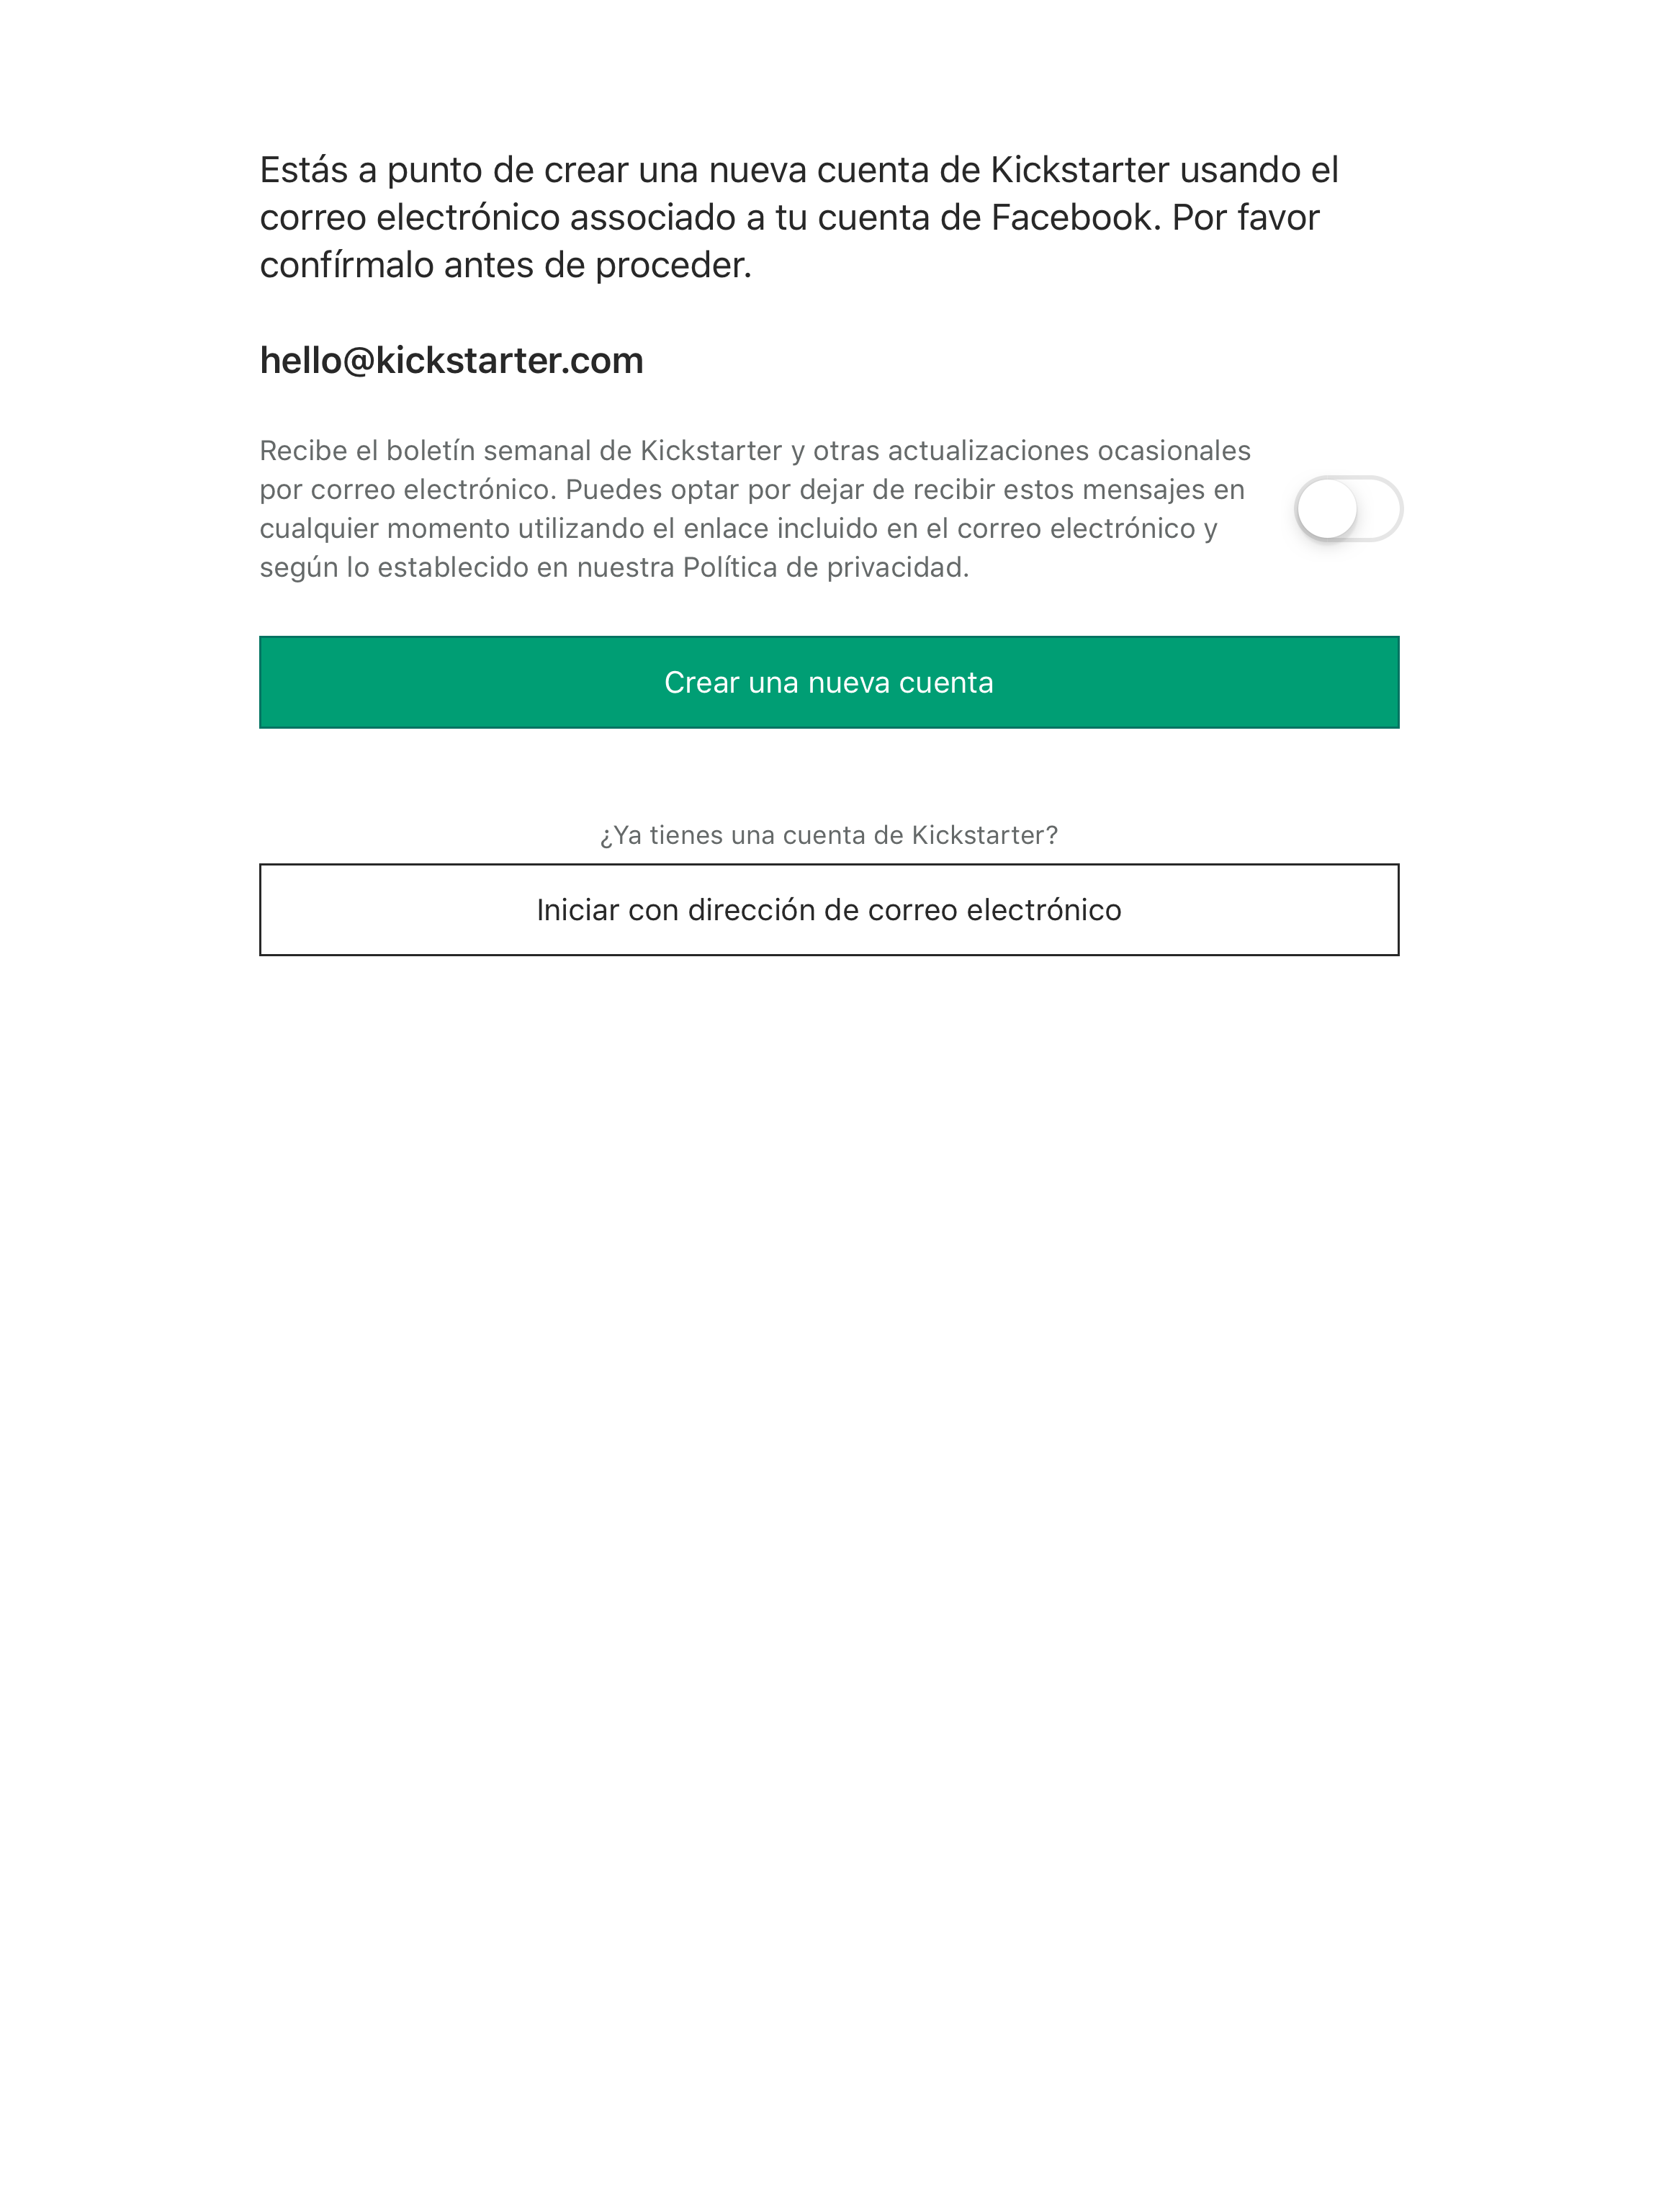 Estás a punto de crear una nueva cuenta de Kickstarter usando el
correo electrónico associado a tu cuenta de Facebook. Por favor
confírmalo antes de proceder.
hello@kickstarter.com
Recibe el boletín semanal de Kickstarter y otras actualizaciones ocasionales
por correo electrónico. Puedes optar por dejar de recibir estos mensajes en
cualquier momento utilizando el enlace incluido en el correo electrónico y
según lo establecido en nuestra Política de privacidad.
Crear una nueva cuenta
¿Ya tienes una cuenta de Kickstarter?
Iniciar con dirección de correo electrónico